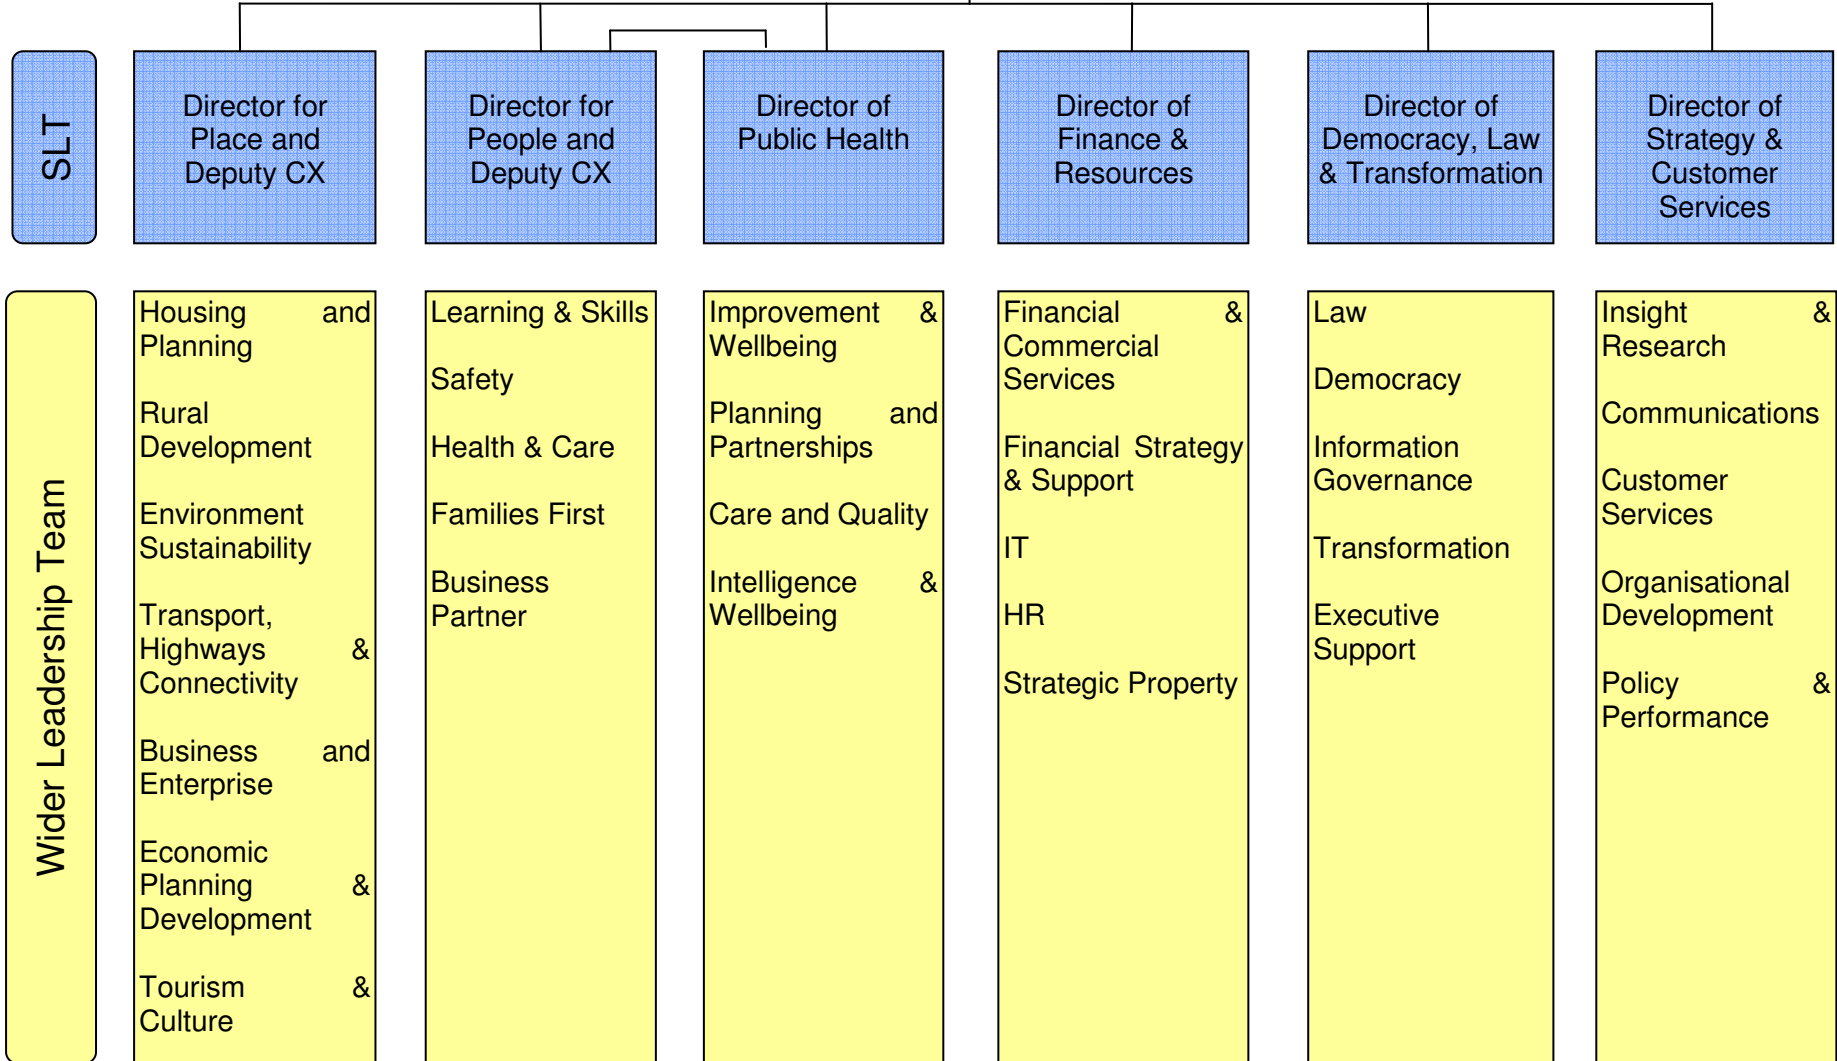 SLT
Director for
Place and
Deputy CX
Director for
People and
Deputy CX
Director of
Public Health
Director of
Finance &
Resources
Director of
Democracy, Law
& Transformation
Director of
Strategy &
Customer
Services
Wider Leadership Team
Housing and
Planning
Rural
Development
Environment
Sustainability
Transport,
Highways &
Connectivity
Business and
Enterprise
Economic
Planning &
Development
Tourism &
Culture
Learning & Skills
Safety
Health & Care
Families First
Business
Partner
Improvement &
Wellbeing
Planning and
Partnerships
Care and Quality
Intelligence &
Wellbeing
Financial &
Commercial
Services
Financial Strategy
& Support
IT
HR
Strategic Property
Law
Democracy
Information
Governance
Transformation
Executive
Support
Insight &
Research
Communications
Customer
Services
Organisational
Development
Policy &
Performance